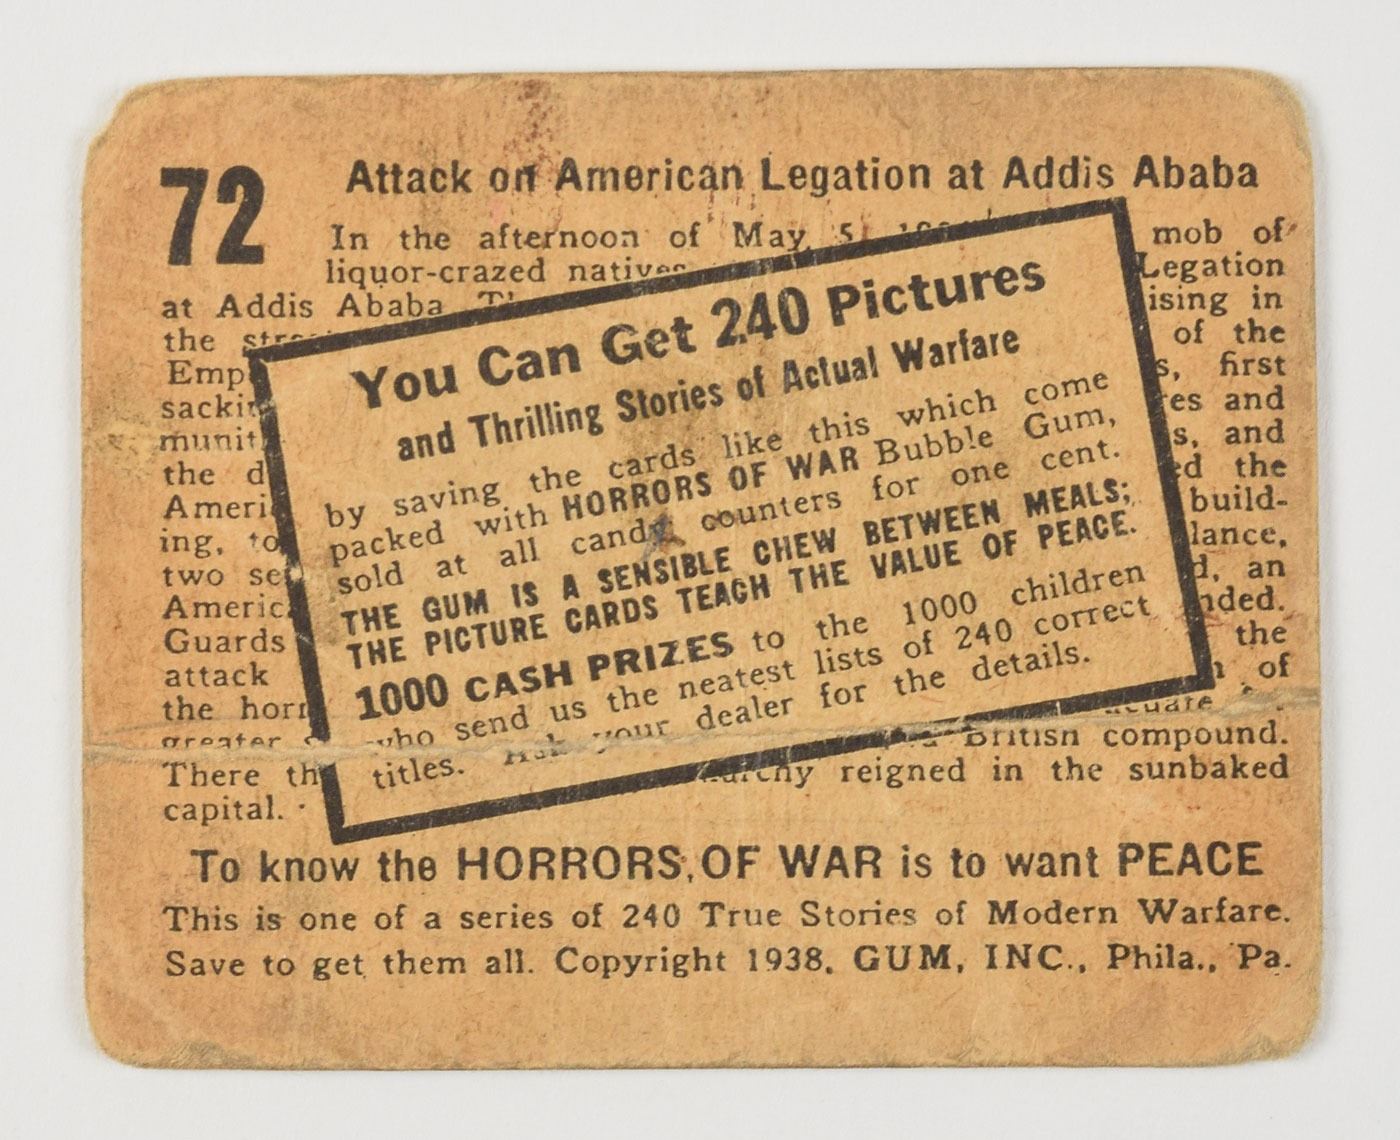 72
Attack on American Legation at Addis Ababa
In the afternoon of May 5, mob of
liquor-crazed natives Legation
at Addis Ababa ising in
the of the
Emp s, first
sackin es and
munit s, and
the d ed the
Ameri build-
ing, to lance,
two se d, an
Americ nded.
Guards the
attack of
the horr
greater British compound.
There th archy reigned in the sunbaked
capital.
You Can Get 240 Pictures
and Thrilling Stories of Actual Warfare
by saving the cards like this which come
packed with HORRORS OF WAR Bubble Gum,
sold at all candy counters for one cent.
THE GUM IS A SENSIBLE CHEW BETWEEN MEALS;
THE PICTURE CARDS TEACH THE VALUE OF PEACE.
1000 CASH PRIZES to the 1000 children
who send us the neatest lists of 240 correct
titles. Ask your dealer for the details.
To know the HORRORS OF WAR is to want PEACE
This is one of a series of 240 True Stories of Modern Warfare.
Save to get them all. Copyright 1938, GUM, INC., Phila., Pa.